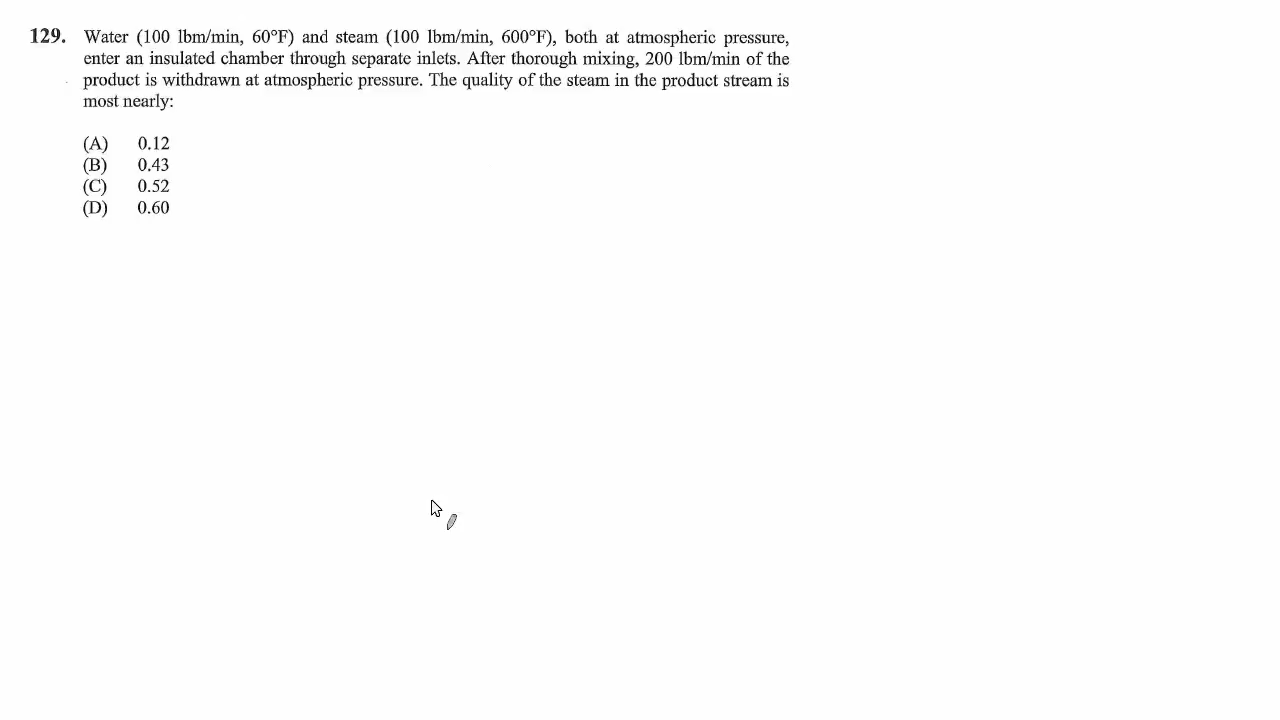 129. Water (100 lbm/min, 60°F) and steam (100 lbm/min, 600°F), both at atmospheric pressure,
enter an insulated chamber through separate inlets. After thorough mixing, 200 lbm/min of the
product is withdrawn at atmospheric pressure. The quality of the steam in the product stream is
most nearly:
(A) 0.12
(B) 0.43
(C) 0.52
(D) 0.60